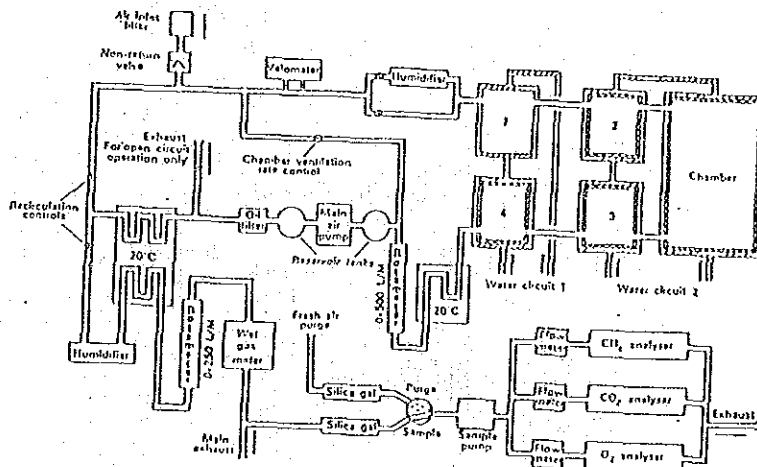 Air inlet
filter
Non-return
valve
Velometer
Humidifier
Exhaust
For open circuit
operation only
Chamber ventilation
rate control
1
2
Chamber
Recirculation
controls
Oil
filter
Main
air
pump
4
3
20°C
Reservoir tanks
Rotameter
0-500 L/M
20°C
Water circuit 1
Water circuit 2
Rotameter
0-250 L/M
Wet
gas
meter
Fresh air
purge
Humidifier
Flow
meter
CH₄ analyser
Silica gel
Purge
Flow
meter
CO₂ analyser
Silica gel
Sample
Sample
pump
Exhaust
Main
exhaust
Flow
O₂ analyser